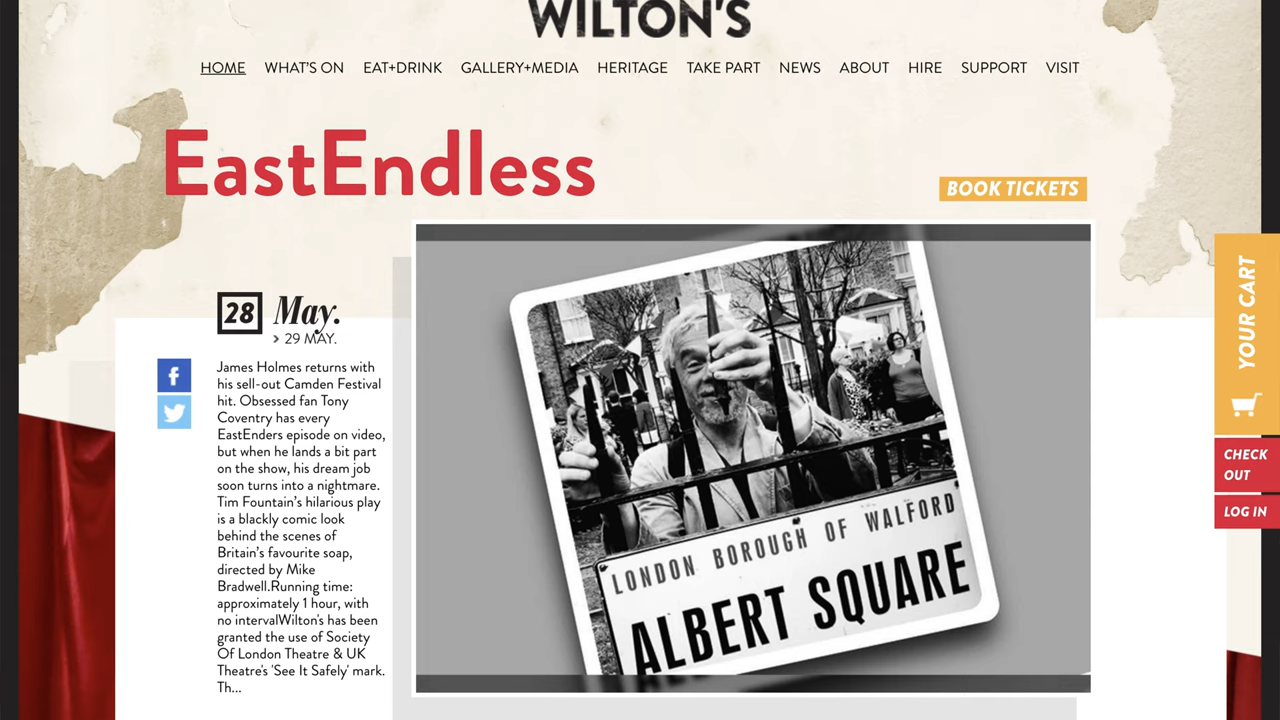 WILTON'S
HOME WHAT'S ON EAT+DRINK GALLERY+MEDIA HERITAGE TAKE PART NEWS ABOUT HIRE SUPPORT VISIT
EastEndless
BOOK TICKETS
28 May.
> 29 MAY.
James Holmes returns with
his sell-out Camden Festival
hit. Obsessed fan Tony
Coventry has every
EastEnders episode on video,
but when he lands a bit part
on the show, his dream job
soon turns into a nightmare.
Tim Fountain's hilarious play
is a blackly comic look
behind the scenes of
Britain's favourite soap,
directed by Mike
Bradwell.Running time:
approximately 1 hour, with
no intervalWilton's has been
granted the use of Society
Of London Theatre & UK
Theatre's 'See It Safely' mark.
Th...
LONDON BOROUGH OF WALFORD
ALBERT SQUARE
YOUR CART
CHECK
OUT
LOG IN